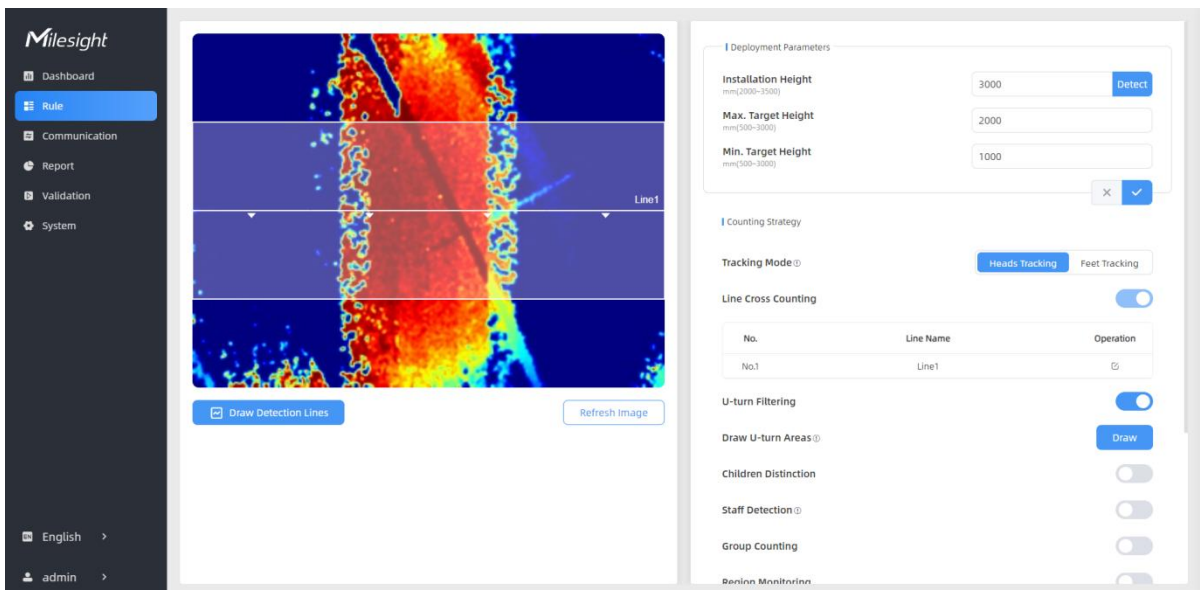 Milesight
Dashboard
Rule
Communication
Report
Validation
System
EN English >
admin >
Line1
Draw Detection Lines
Refresh Image
Deployment Parameters
Installation Height
mm(2000~3500)
3000
Detect
Max. Target Height
mm(500~3000)
2000
Min. Target Height
mm(500~3000)
1000
Counting Strategy
Tracking Mode
Heads Tracking
Feet Tracking
Line Cross Counting
No. Line Name Operation
No.1 Line1
U-turn Filtering
Draw U-turn Areas
Draw
Children Distinction
Staff Detection
Group Counting
Region Monitoring